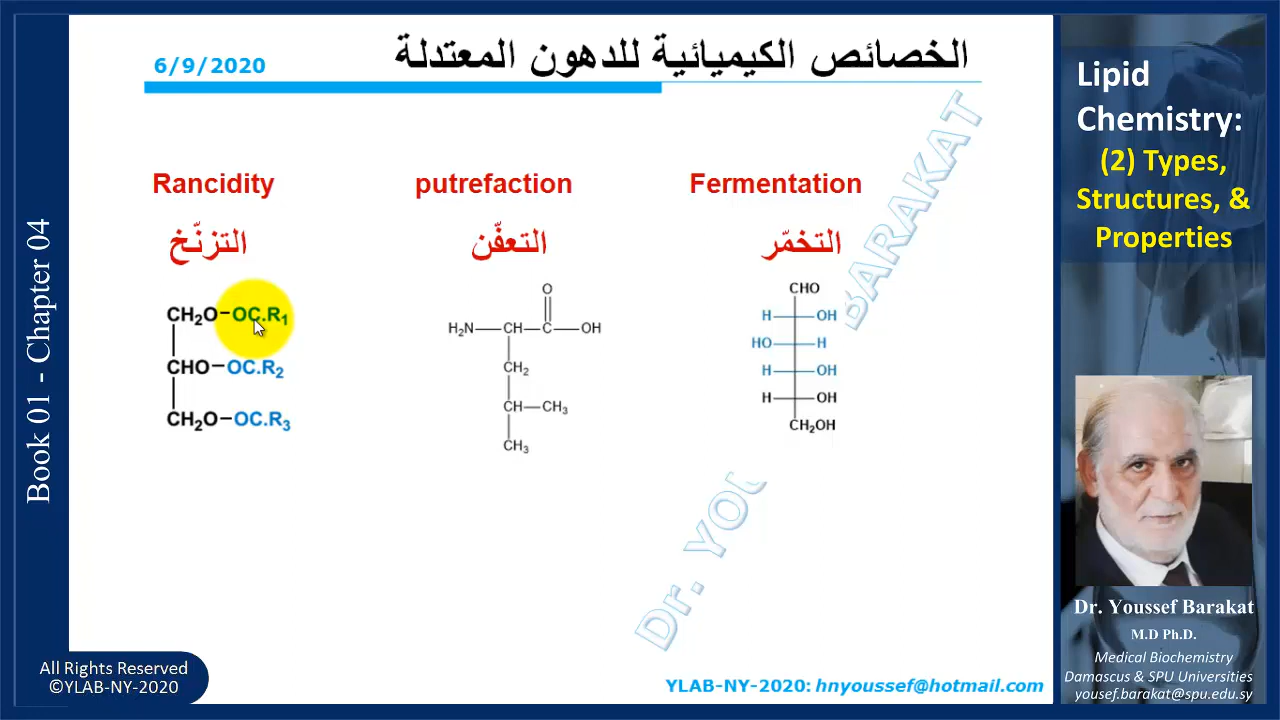 Book 01 - Chapter 04
6/9/2020
الخصائص الكيميائية للدهون المعتدلة
Rancidity
putrefaction
Fermentation
التزنّخ
التعفّن
التخمّر
CH₂O–OC.R₁
CHO–OC.R₂
CH₂O–OC.R₃
O
H₂N—CH—C—OH
CH₂
CH—CH₃
CH₃
CHO
H OH
HO H
H OH
H OH
CH₂OH
Dr. YOU BARAKAT
All Rights Reserved
©YLAB-NY-2020
YLAB-NY-2020: hnyoussef@hotmail.com
Lipid
Chemistry:
(2) Types,
Structures, &
Properties
Dr. Youssef Barakat
M.D Ph.D.
Medical Biochemistry
Damascus & SPU Universities
yousef.barakat@spu.edu.sy